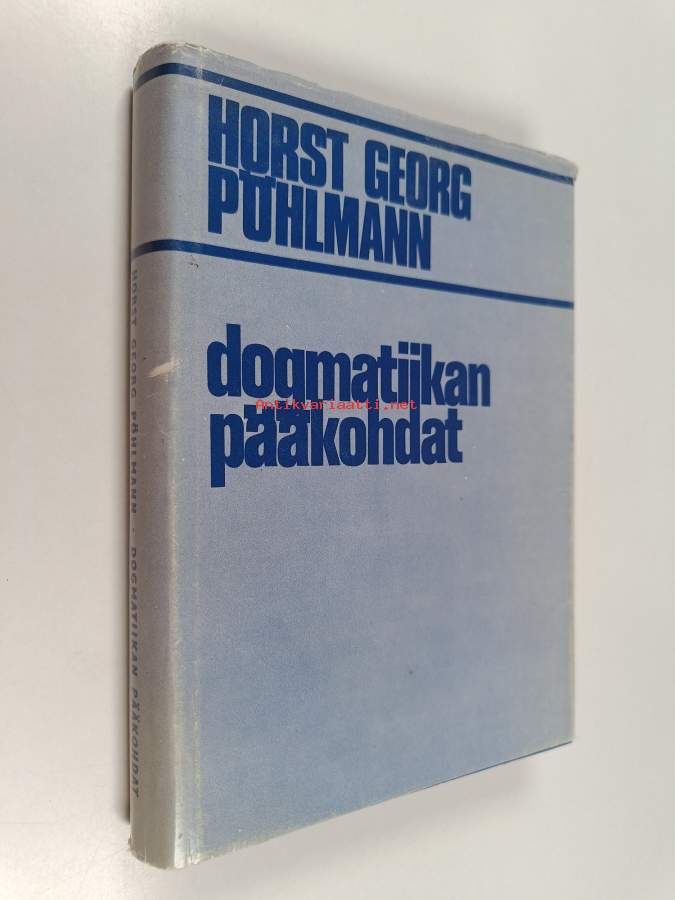 HORST GEORG
PÖHLMANN
dogmatiikan
Antikvariaatti.net
pääkohdat
HORST GEORG PÖHLMANN · DOGMATIIKAN PÄÄKOHDAT